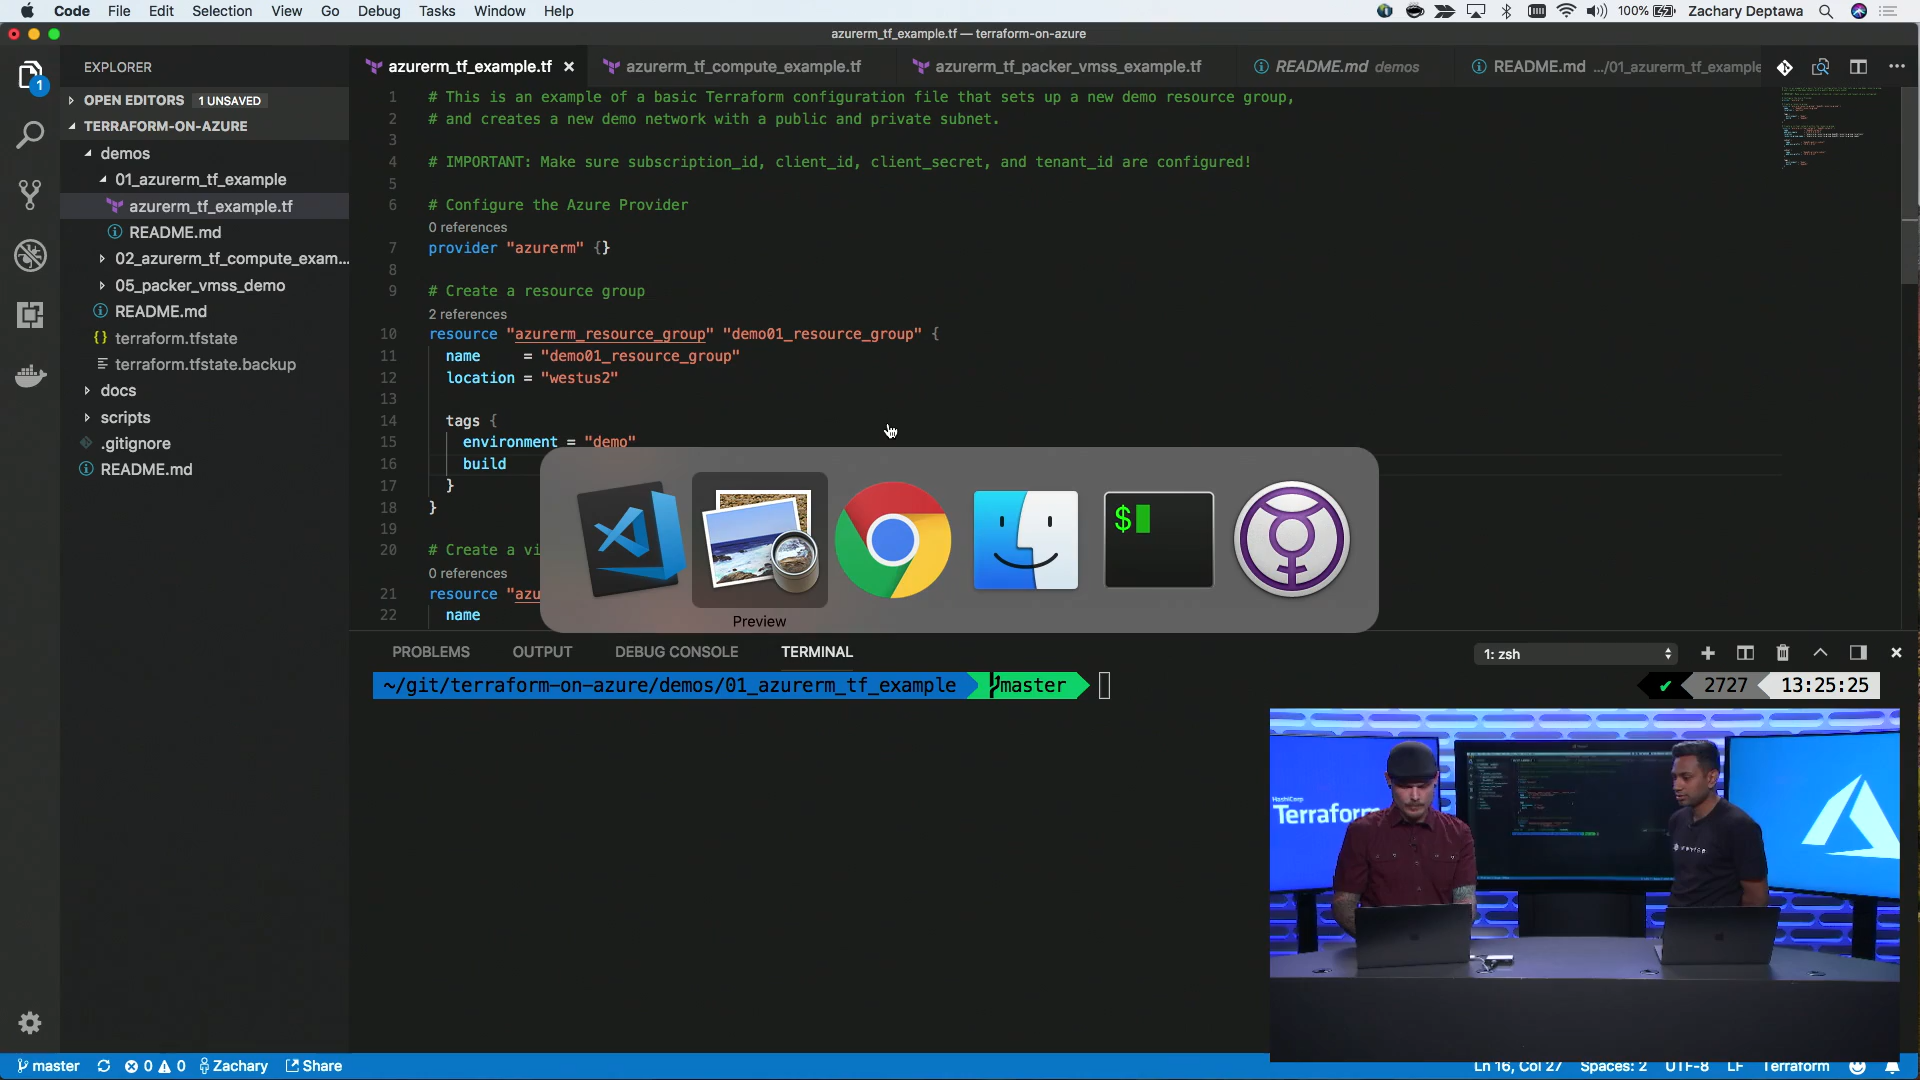 Code File Edit Selection View Go Debug Tasks Window Help
100% Zachary Deptawa
azurerm_tf_example.tf — terraform-on-azure
EXPLORER
azurerm_tf_example.tf
azurerm_tf_compute_example.tf
azurerm_tf_packer_vmss_example.tf
README.md demos
README.md .../01_azurerm_tf_example
1
OPEN EDITORS 1 UNSAVED
TERRAFORM-ON-AZURE
demos
01_azurerm_tf_example
azurerm_tf_example.tf
README.md
02_azurerm_tf_compute_exam...
05_packer_vmss_demo
README.md
{} terraform.tfstate
terraform.tfstate.backup
docs
scripts
.gitignore
README.md
1 # This is an example of a basic Terraform configuration file that sets up a new demo resource group,
2 # and creates a new demo network with a public and private subnet.
3
4 # IMPORTANT: Make sure subscription_id, client_id, client_secret, and tenant_id are configured!
5
6 # Configure the Azure Provider
0 references
7 provider "azurerm" {}
8
9 # Create a resource group
2 references
10 resource "azurerm_resource_group" "demo01_resource_group" {
11 name = "demo01_resource_group"
12 location = "westus2"
13
14 tags {
15 environment = "demo"
16 build
17 }
18 }
19
20 # Create a vi
0 references
21 resource "azu
22 name
$
Preview
PROBLEMS OUTPUT DEBUG CONSOLE TERMINAL
1: zsh
~/git/terraform-on-azure/demos/01_azurerm_tf_example master
✔ 2727 13:25:25
HashiCorp
Terraform
master 0 0 Zachary Share
Ln 16, Col 27 Spaces: 2 UTF-8 LF Terraform